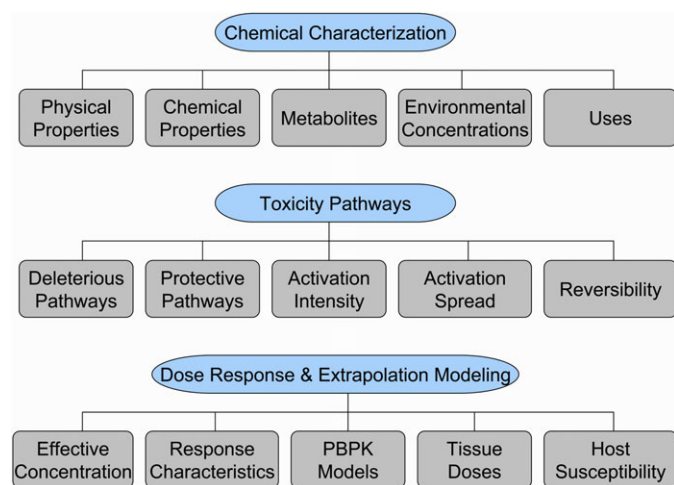 Chemical Characterization
Physical
Properties
Chemical
Properties
Metabolites
Environmental
Concentrations
Uses
Toxicity Pathways
Deleterious
Pathways
Protective
Pathways
Activation
Intensity
Activation
Spread
Reversibility
Dose Response & Extrapolation Modeling
Effective
Concentration
Response
Characteristics
PBPK
Models
Tissue
Doses
Host
Susceptibility